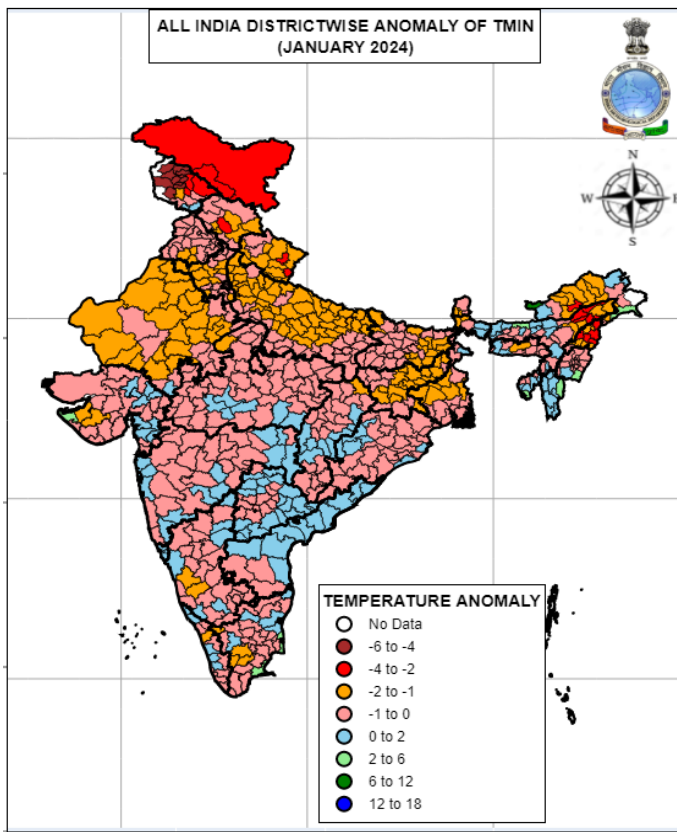 ALL INDIA DISTRICTWISE ANOMALY OF TMIN
(JANUARY 2024)
N
W
E
S
TEMPERATURE ANOMALY
No Data
-6 to -4
-4 to -2
-2 to -1
-1 to 0
0 to 2
2 to 6
6 to 12
12 to 18